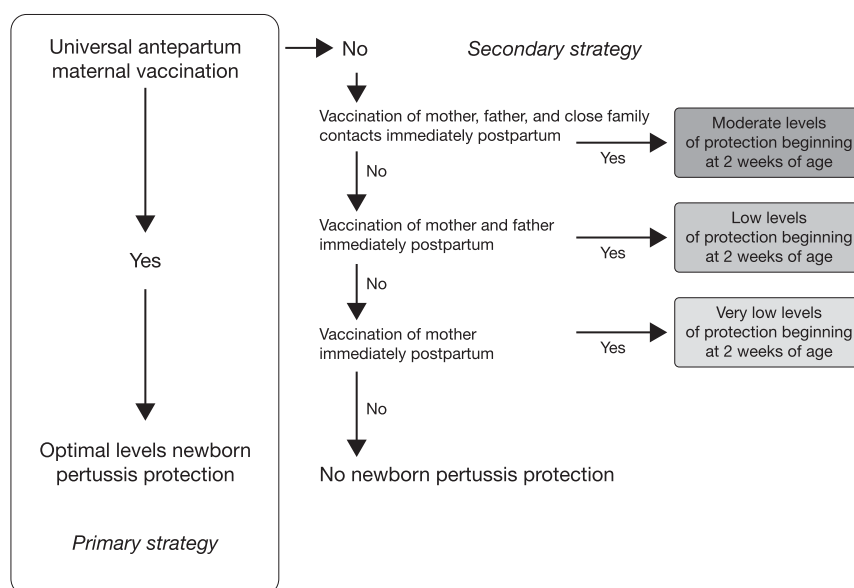 Universal antepartum
maternal vaccination
Yes
Optimal levels newborn
pertussis protection
Primary strategy
No
Secondary strategy
Vaccination of mother, father, and close family
contacts immediately postpartum
Yes
Moderate levels
of protection beginning
at 2 weeks of age
No
Vaccination of mother and father
immediately postpartum
Yes
Low levels
of protection beginning
at 2 weeks of age
No
Vaccination of mother
immediately postpartum
Yes
Very low levels
of protection beginning
at 2 weeks of age
No
No newborn pertussis protection